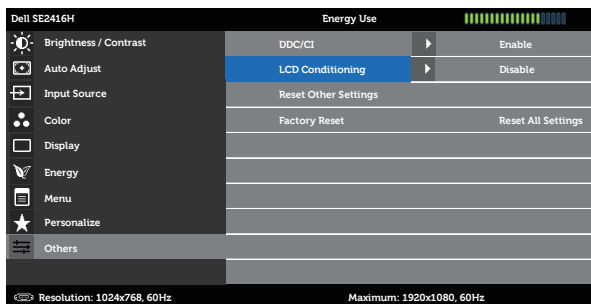 Dell SE2416H Energy Use
Brightness / Contrast DDC/CI Enable
Auto Adjust LCD Conditioning Disable
Input Source Reset Other Settings
Color Factory Reset Reset All Settings
Display
Energy
Menu
Personalize
Others
Resolution: 1024x768, 60Hz Maximum: 1920x1080, 60Hz